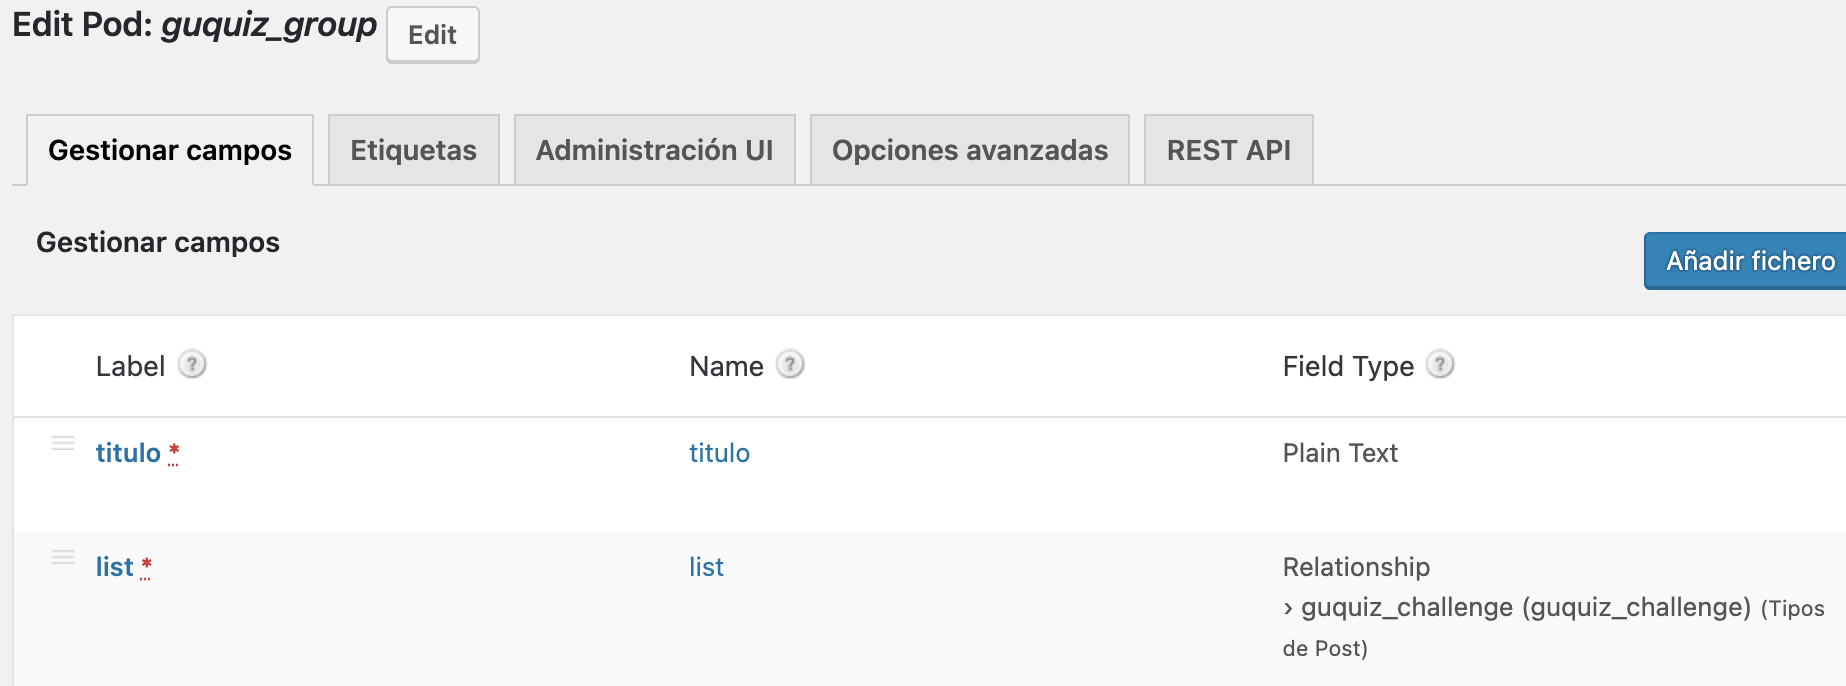 Edit Pod: guquiz_group Edit
Gestionar campos Etiquetas Administración UI Opciones avanzadas REST API
Gestionar campos
Añadir fichero
Label ? Name ? Field Type ?
titulo * titulo Plain Text
list * list Relationship
› guquiz_challenge (guquiz_challenge) (Tipos
de Post)